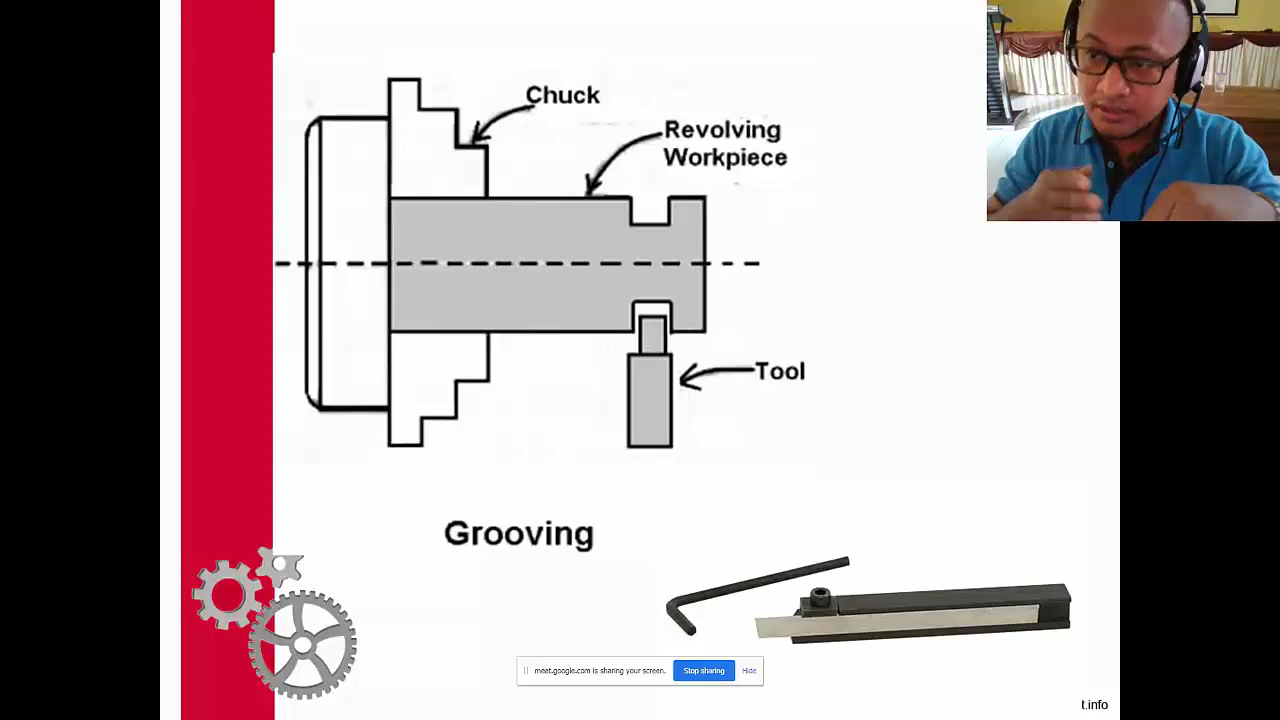 Chuck
Revolving
Workpiece
Tool
Grooving
meet.google.com is sharing your screen.
Stop sharing
Hide
t.info